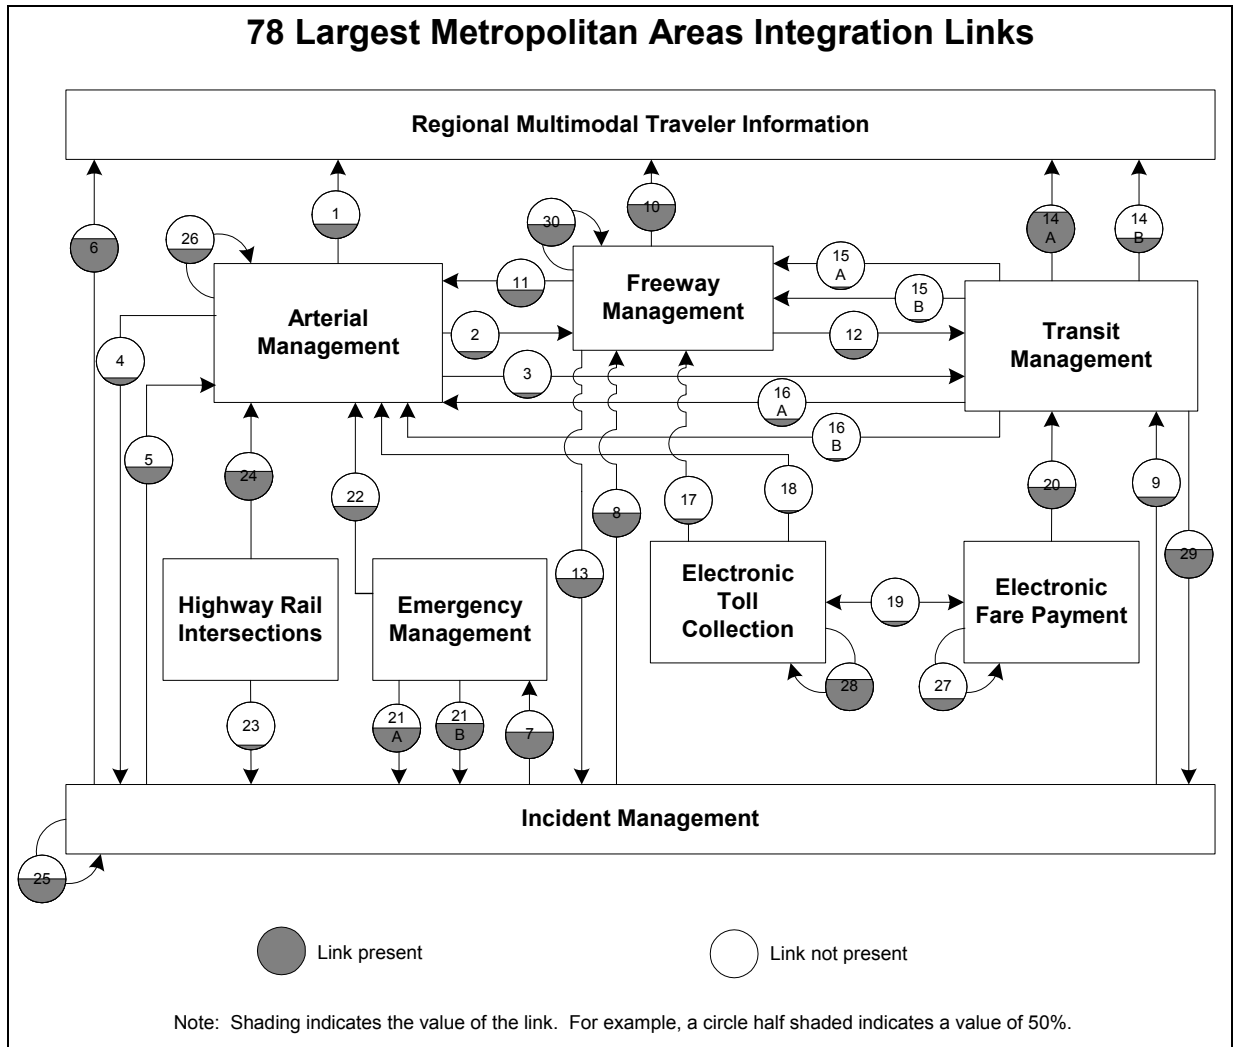 78 Largest Metropolitan Areas Integration Links
Regional Multimodal Traveler Information
6
1
10
14
A
14
B
26
30
11
15
A
15
B
Arterial
Management
Freeway
Management
Transit
Management
2
12
4
3
16
A
16
B
5
24
22
8
17
18
20
9
13
29
Highway Rail
Intersections
Emergency
Management
Electronic
Toll
Collection
19
Electronic
Fare Payment
28
27
23
21
A
21
B
7
Incident Management
25
Link present
Link not present
Note:  Shading indicates the value of the link.  For example, a circle half shaded indicates a value of 50%.